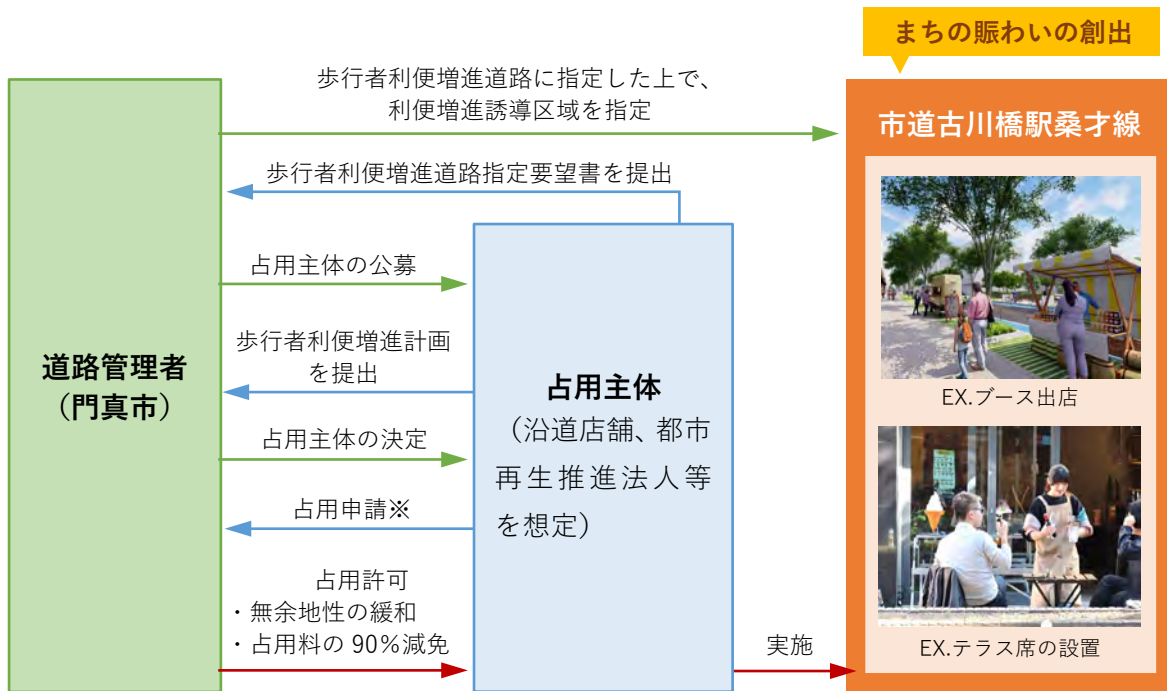 まちの賑わいの創出
歩行者利便増進道路に指定した上で、
利便増進誘導区域を指定
市道古川橋駅桑才線
歩行者利便増進道路指定要望書を提出
占用主体の公募
歩行者利便増進計画
を提出
道路管理者
（門真市）
占用主体
（沿道店舗、都市
再生推進法人等
を想定）
占用主体の決定
占用申請※
占用許可
・無余地性の緩和
・占用料の 90％減免
実施
EX.ブース出店
EX.テラス席の設置